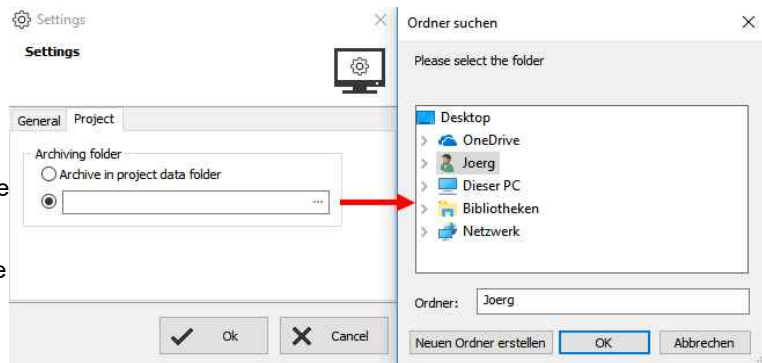 Settings
Settings
General Project
Archiving folder
Archive in project data folder
e
...
e
Ok Cancel
Ordner suchen
Please select the folder
Desktop
OneDrive
Joerg
Dieser PC
Bibliotheken
Netzwerk
Ordner: Joerg
Neuen Ordner erstellen OK Abbrechen